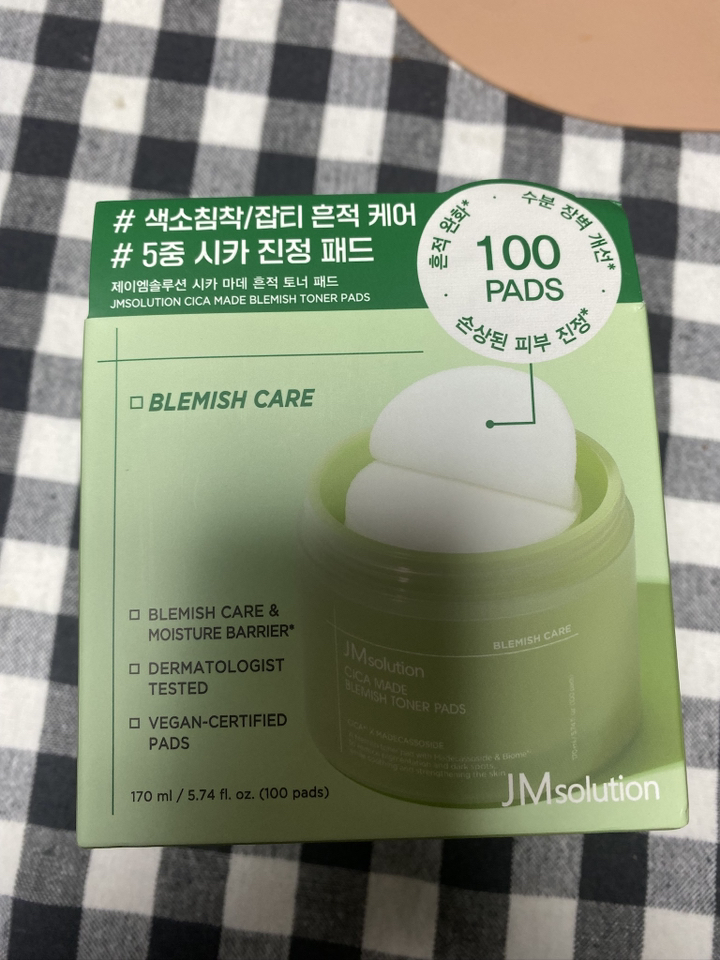 # 색소침착/잡티 흔적 케어
# 5중 시카 진정 패드
제이엠솔루션 시카 마데 흔적 토너 패드
JMSOLUTION CICA MADE BLEMISH TONER PADS
흔적 완화*
수분 장벽 개선*
100
PADS
손상된 피부 진정*
BLEMISH CARE
BLEMISH CARE &
MOISTURE BARRIER*
DERMATOLOGIST
TESTED
VEGAN-CERTIFIED
PADS
170 ml / 5.74 fl. oz. (100 pads)
BLEMISH CARE
JMsolution
CICA MADE
BLEMISH TONER PADS
JMsolution